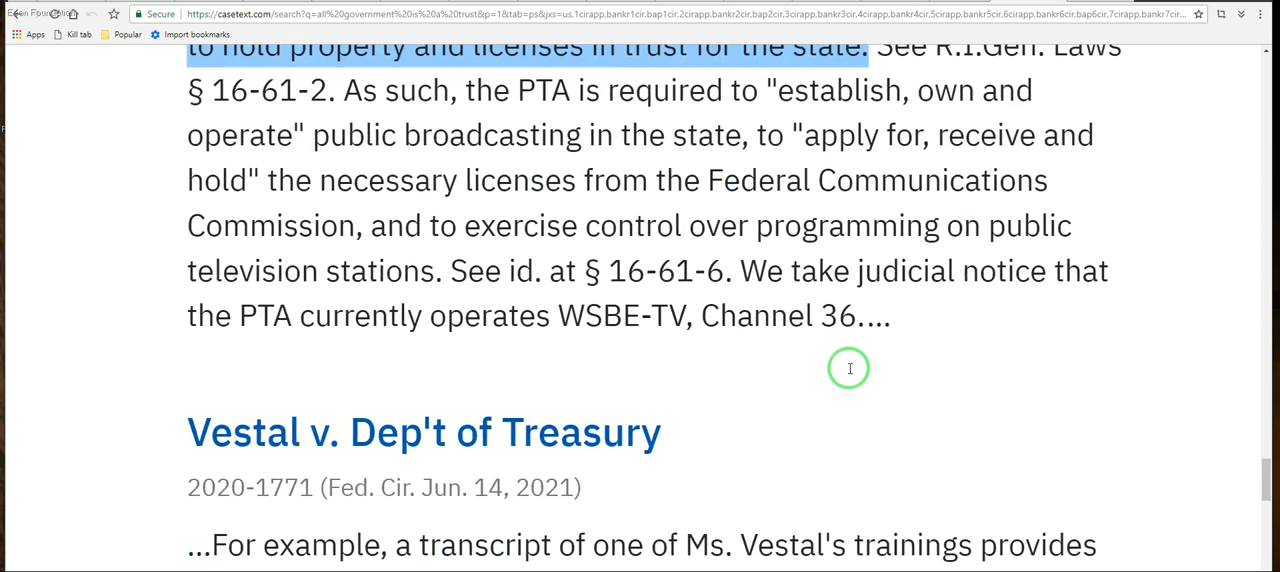 Secure
https://casetext.com/search?q=all%20government%20is%20a%20trust&p=1&tab=ps&jxs=us,1cirapp,bankr1cir,bap1cir,2cirapp,bankr2cir,bap2cir,3cirapp,bankr3cir,4cirapp,bankr4cir,5cirapp,bankr5cir,6cirapp,bankr6cir,bap6cir,7cirapp,bankr7cir...
Apps Kill tab Popular Import bookmarks
to hold property and licenses in trust for the state. See R.I.Gen. Laws
§ 16-61-2. As such, the PTA is required to "establish, own and
operate" public broadcasting in the state, to "apply for, receive and
hold" the necessary licenses from the Federal Communications
Commission, and to exercise control over programming on public
television stations. See id. at § 16-61-6. We take judicial notice that
the PTA currently operates WSBE-TV, Channel 36....
Vestal v. Dep't of Treasury
2020-1771 (Fed. Cir. Jun. 14, 2021)
...For example, a transcript of one of Ms. Vestal's trainings provides